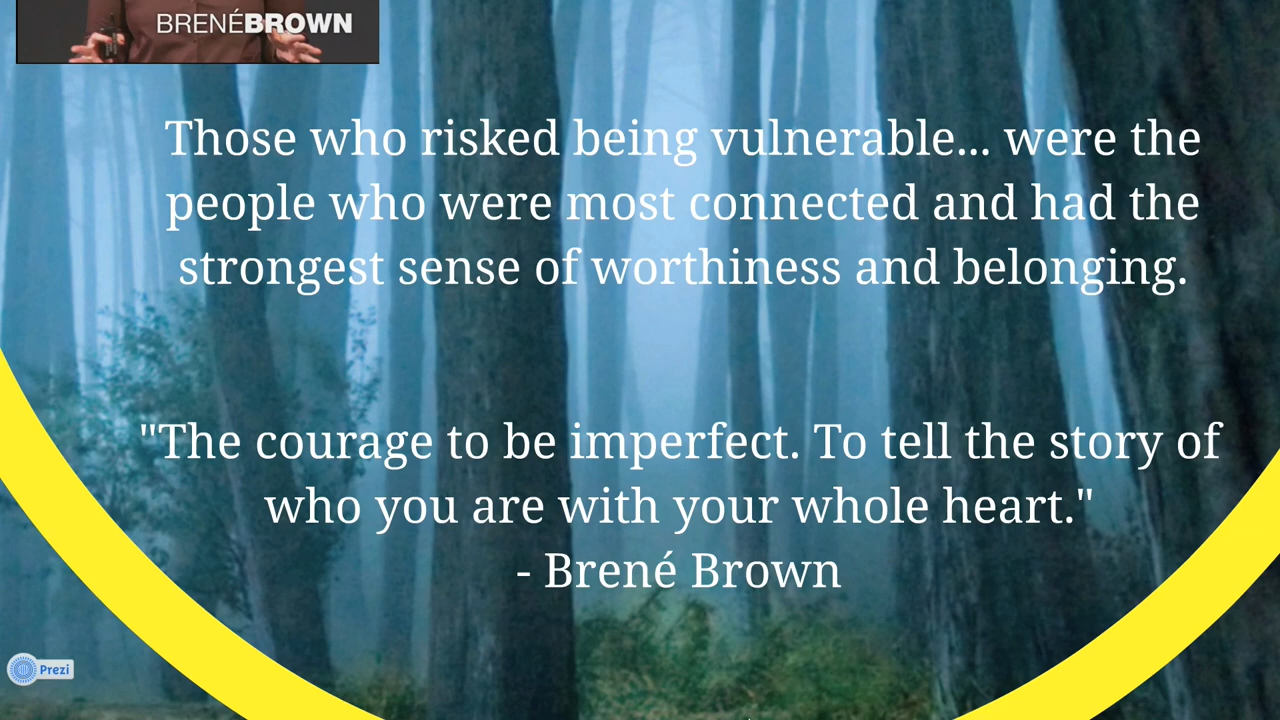 BRENÉBROWN
Those who risked being vulnerable... were the
people who were most connected and had the
strongest sense of worthiness and belonging.
"The courage to be imperfect. To tell the story of
who you are with your whole heart."
- Brené Brown
Prezi